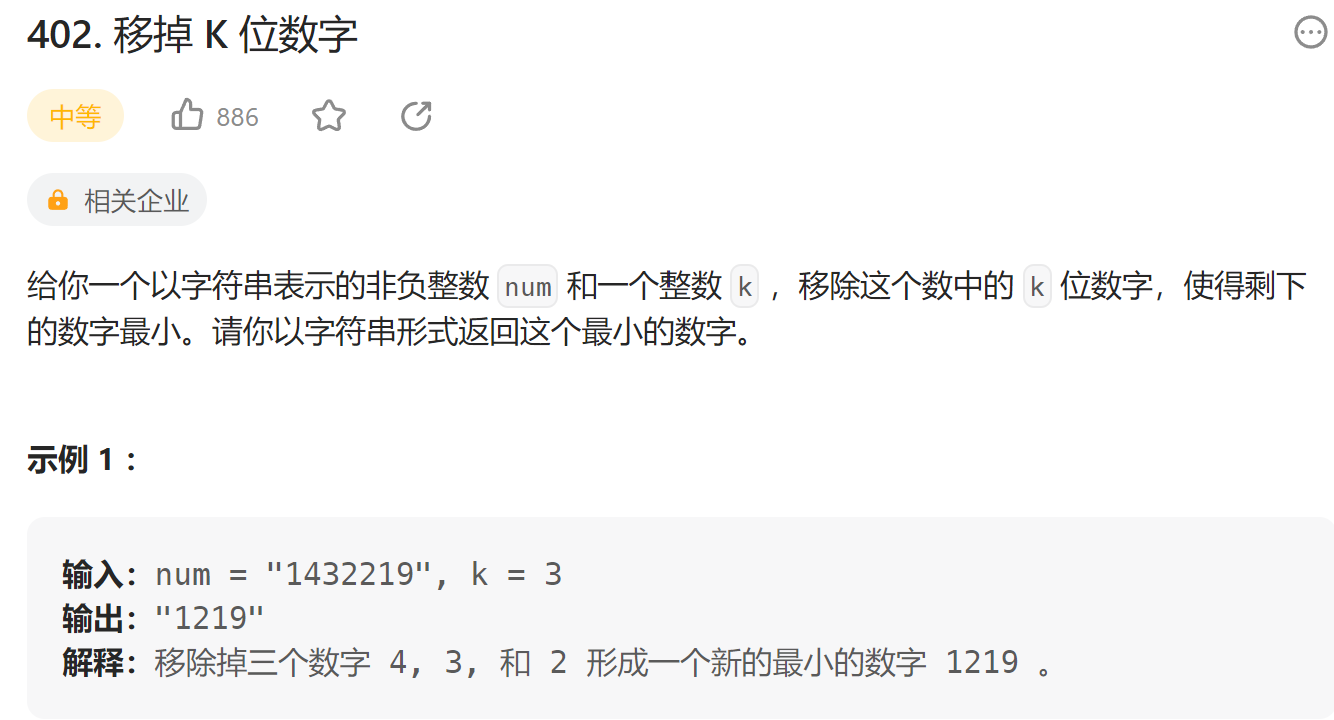 402. 移掉 K 位数字
中等 886
相关企业
给你一个以字符串表示的非负整数 num 和一个整数 k ，移除这个数中的 k 位数字，使得剩下
的数字最小。请你以字符串形式返回这个最小的数字。
示例 1 ：
输入：num = "1432219", k = 3
输出："1219"
解释：移除掉三个数字 4, 3, 和 2 形成一个新的最小的数字 1219 。